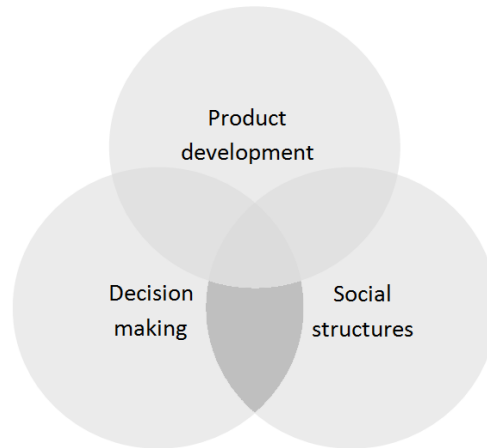 Product
development
Decision
making
Social
structures